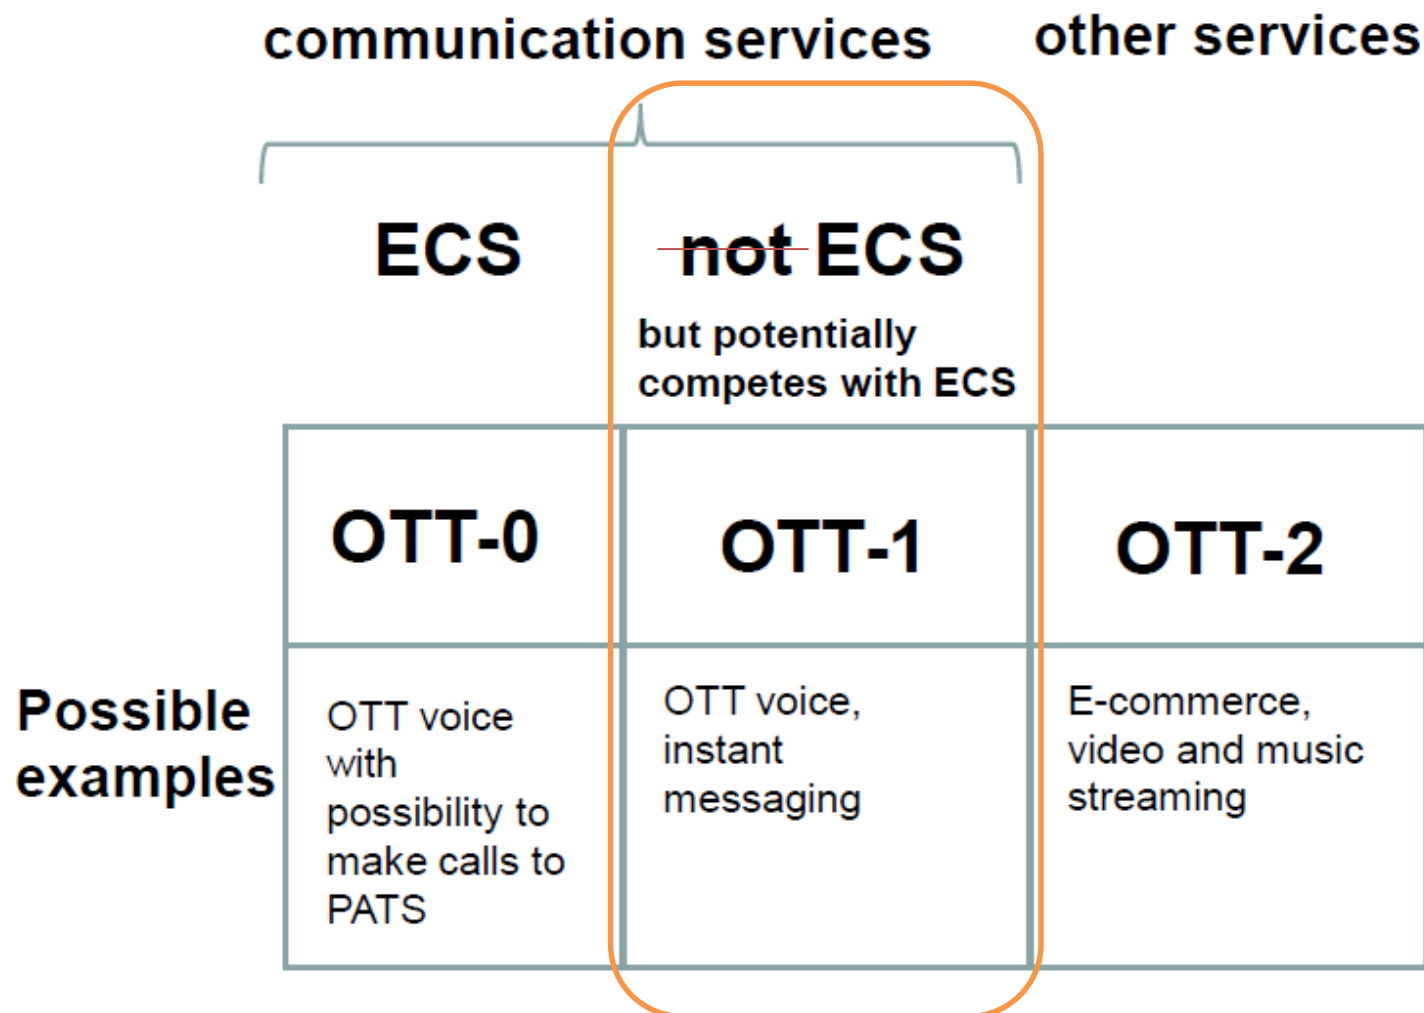 communication services
other services
ECS
not ECS
but potentially
competes with ECS
OTT-0
OTT-1
OTT-2
Possible
examples
OTT voice
with
possibility to
make calls to
PATS
OTT voice,
instant
messaging
E-commerce,
video and music
streaming